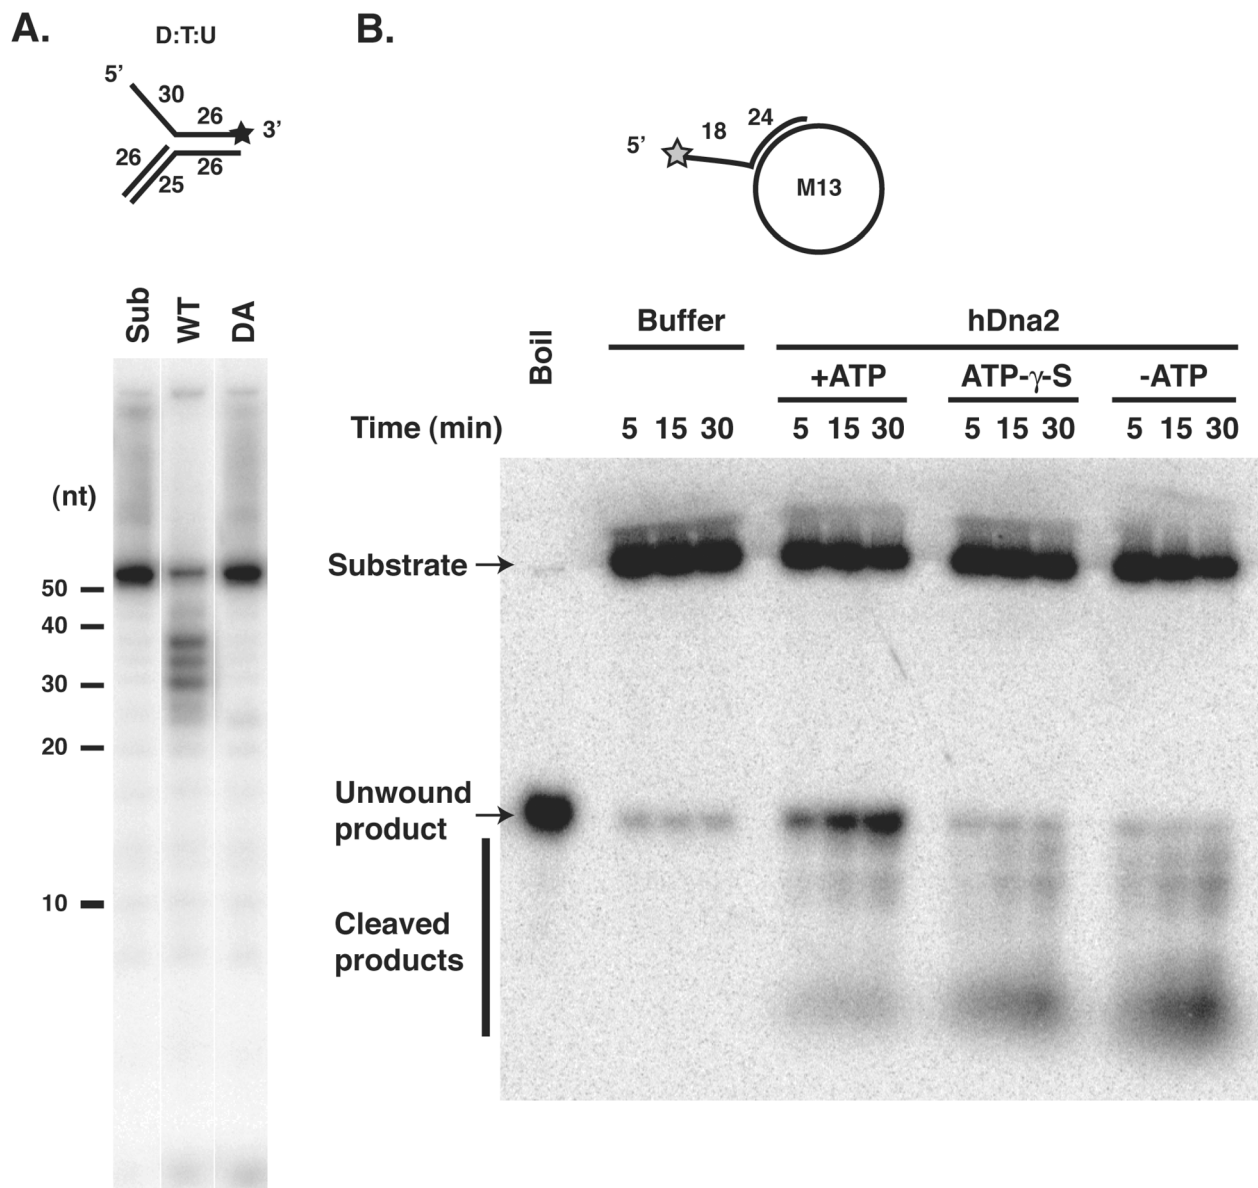 A.
D:T:U
5’
30
26
3’
26
25
26
Sub
WT
DA
(nt)
50
40
30
20
10
B.
5’
18
24
M13
Boil
Buffer
hDna2
+ATP
ATP-γ-S
-ATP
Time (min)
5 15 30
5 15 30
5 15 30
5 15 30
Substrate
Unwound
product
Cleaved
products